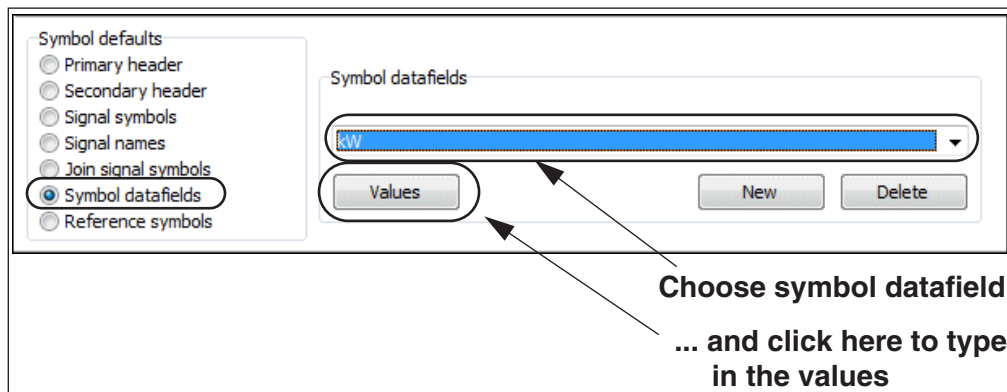 Symbol defaults
Primary header
Secondary header
Signal symbols
Signal names
Join signal symbols
Symbol datafields
Reference symbols
Symbol datafields
kW
Values
New
Delete
Choose symbol datafield
... and click here to type
in the values